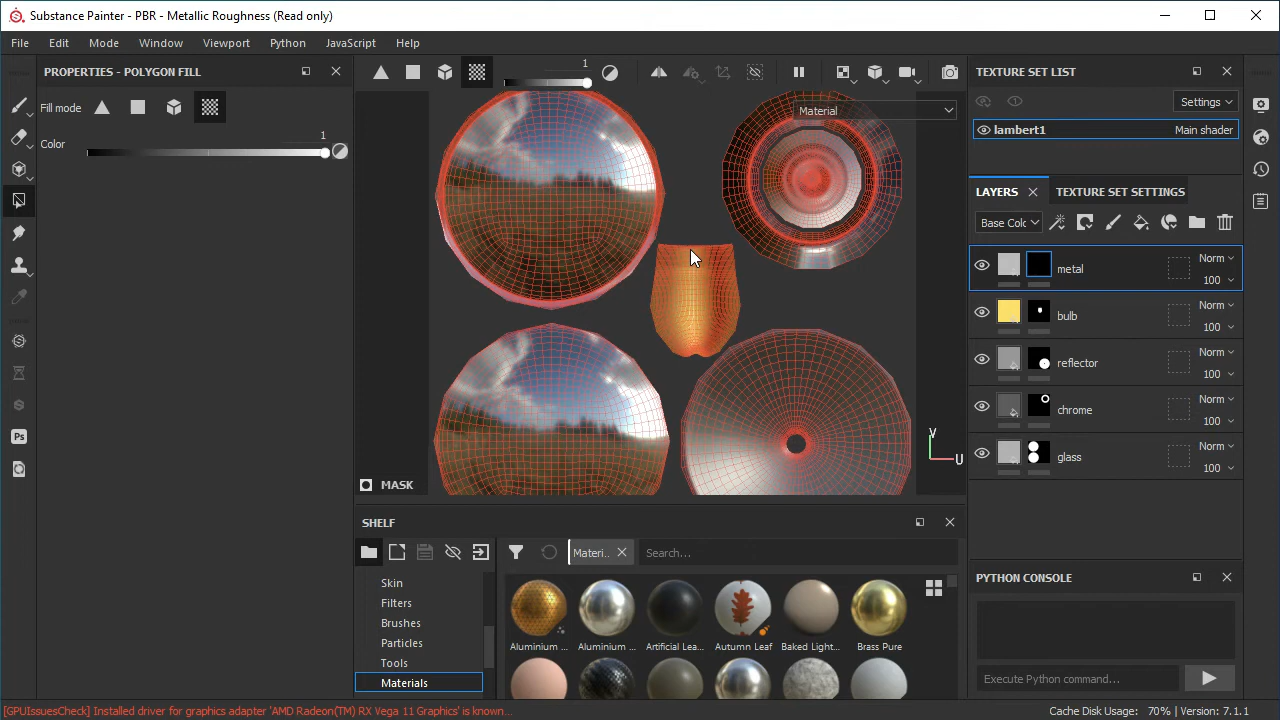 Substance Painter - PBR - Metallic Roughness (Read only)
File Edit Mode Window Viewport Python JavaScript Help
PROPERTIES - POLYGON FILL
Fill mode
Color
1
1
Material
V
U
MASK
TEXTURE SET LIST
Settings
lambert1 Main shader
LAYERS TEXTURE SET SETTINGS
Base Colc
metal Norm 100
bulb Norm 100
reflector Norm 100
chrome Norm 100
glass Norm 100
SHELF
Materi.. Search...
Skin
Filters
Brushes
Particles
Tools
Materials
Aluminium ... Aluminium ... Artificial Lea... Autumn Leaf Baked Light... Brass Pure
PYTHON CONSOLE
Execute Python command...
Ps
[GPUIssuesCheck] Installed driver for graphics adapter 'AMD Radeon(TM) RX Vega 11 Graphics' is known...
Cache Disk Usage: 70% | Version: 7.1.1